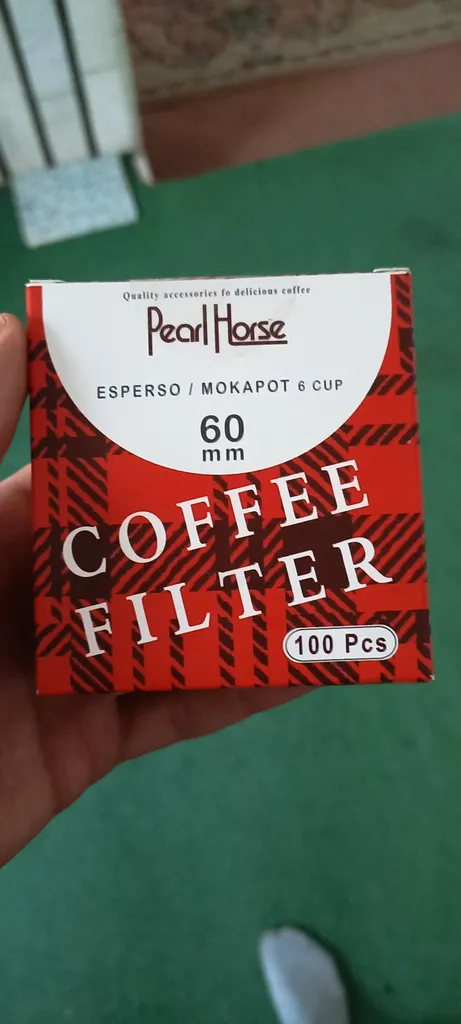 Quality accessories fo delicious coffee
Pearl Horse
ESPERSO / MOKAPOT 6 CUP
60
mm
COFFEE
FILTER
100 Pcs